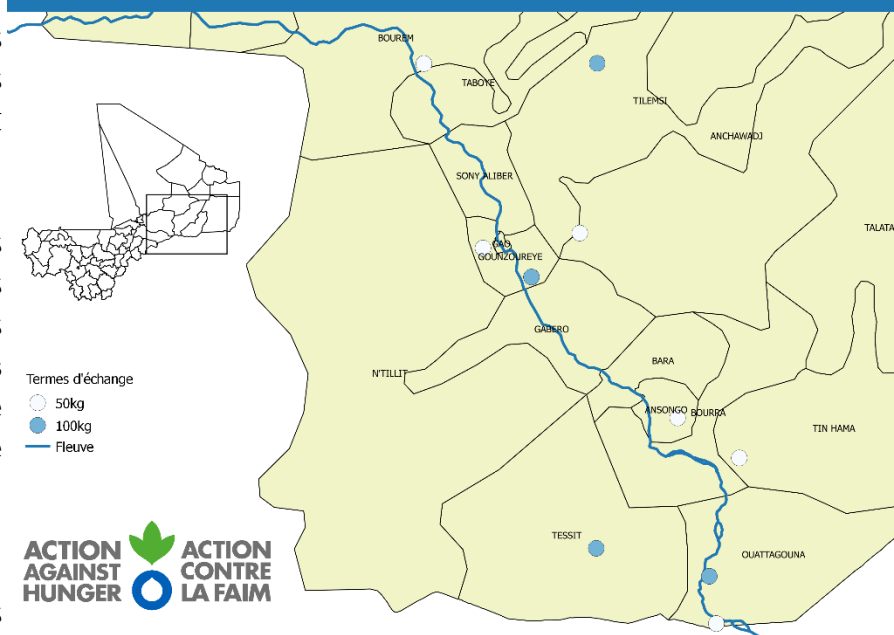 BOUREM
TABOYE
TILEMSI
ANCHAWADJ
SONY ALIBER
TALATA
GAO
GOUNZOUREYE
GABERO
BARA
N'TILLIT
ANSONGO
BOURRA
TIN HAMA
TESSIT
OUATTAGOUNA
Termes d'échange
50kg
100kg
Fleuve
ACTION AGAINST HUNGER
ACTION CONTRE LA FAIM